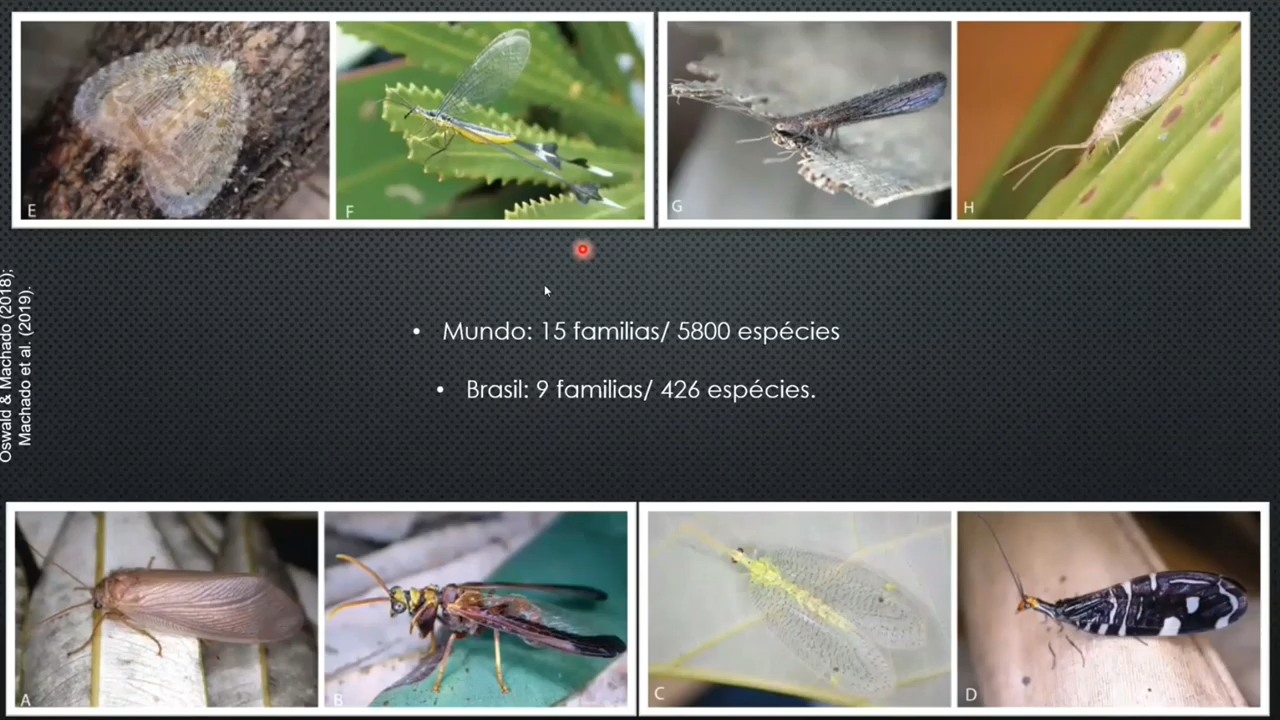 E
F
G
H
Oswald & Machado (2018);
Machado et al. (2019).
• Mundo: 15 familias/ 5800 espécies
• Brasil: 9 familias/ 426 espécies.
A
B
C
D